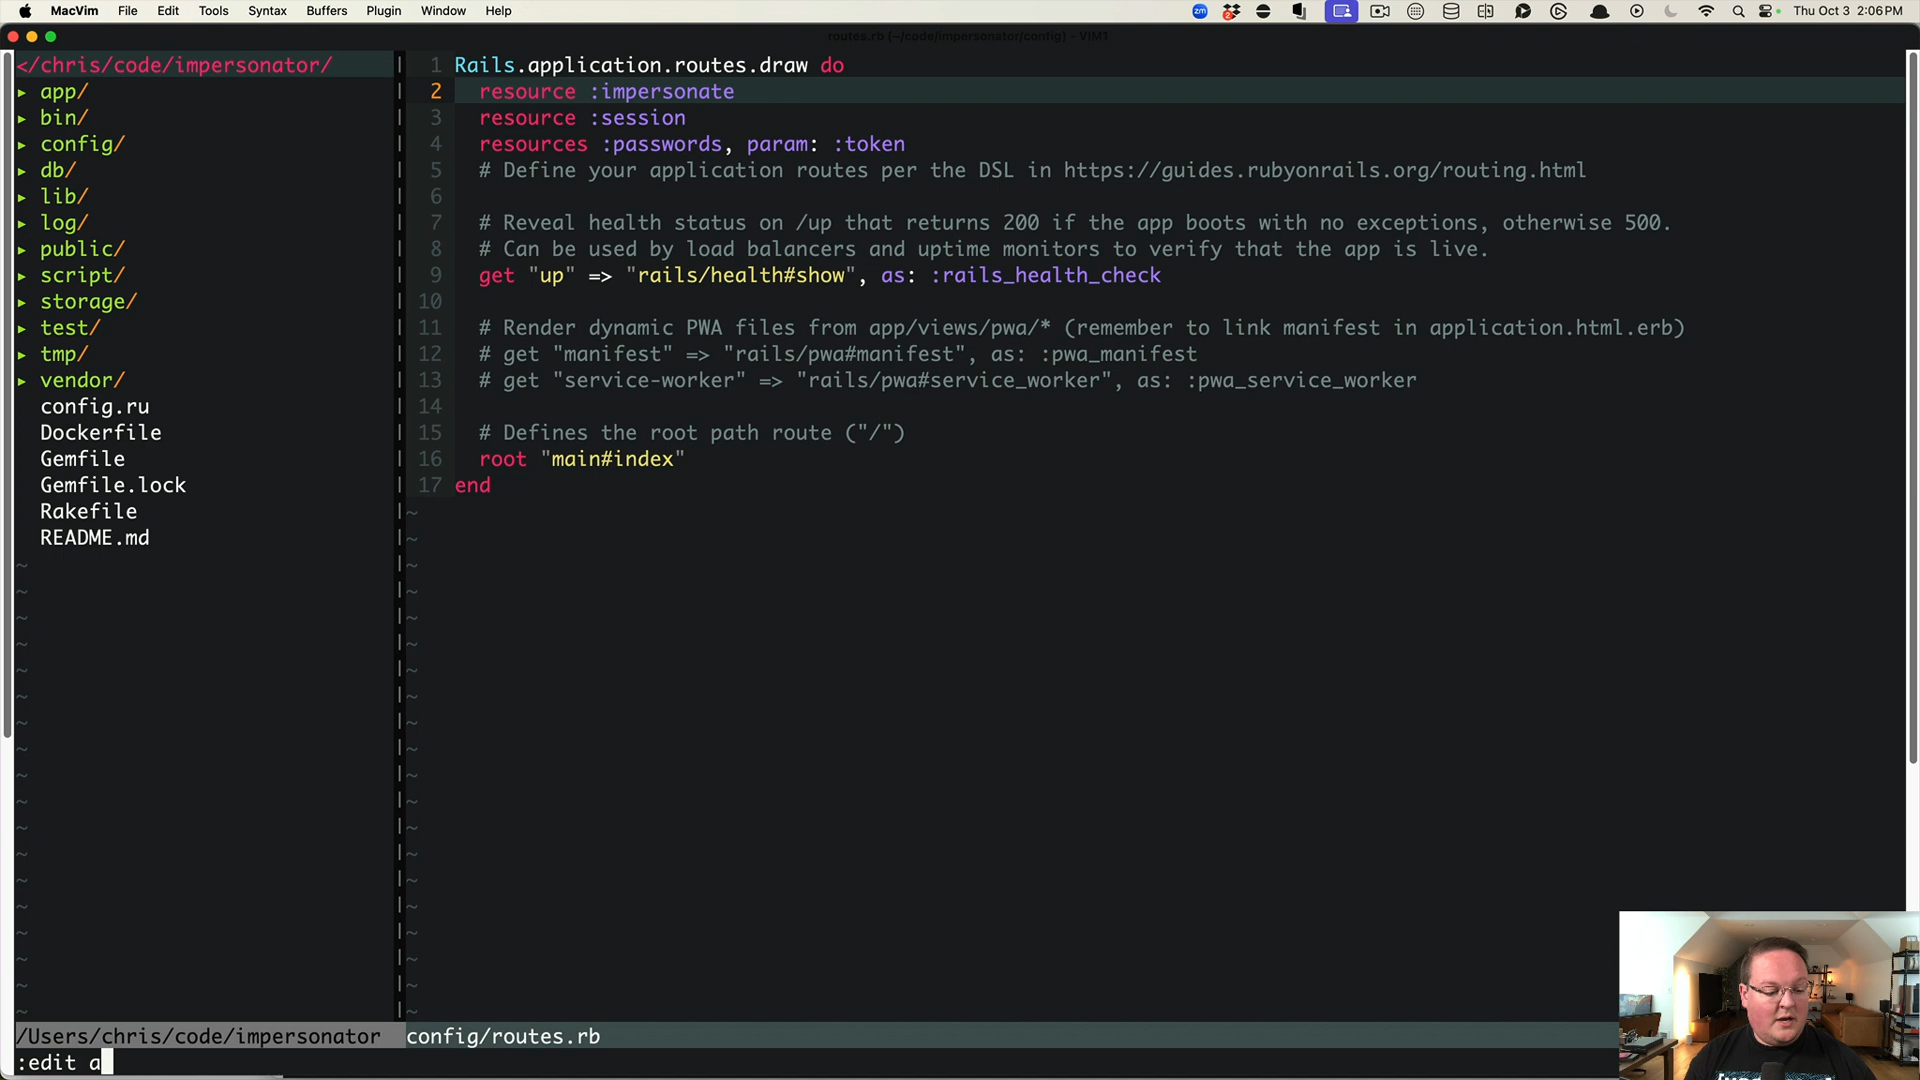 MacVim File Edit Tools Syntax Buffers Plugin Window Help
Thu Oct 3 2:06 PM
routes.rb (~/code/impersonator/config) - VIM1
</chris/code/impersonator/
▸ app/
▸ bin/
▸ config/
▸ db/
▸ lib/
▸ log/
▸ public/
▸ script/
▸ storage/
▸ test/
▸ tmp/
▸ vendor/
config.ru
Dockerfile
Gemfile
Gemfile.lock
Rakefile
README.md
1 Rails.application.routes.draw do
2 resource :impersonate
3 resource :session
4 resources :passwords, param: :token
5 # Define your application routes per the DSL in https://guides.rubyonrails.org/routing.html
6
7 # Reveal health status on /up that returns 200 if the app boots with no exceptions, otherwise 500.
8 # Can be used by load balancers and uptime monitors to verify that the app is live.
9 get "up" => "rails/health#show", as: :rails_health_check
10
11 # Render dynamic PWA files from app/views/pwa/* (remember to link manifest in application.html.erb)
12 # get "manifest" => "rails/pwa#manifest", as: :pwa_manifest
13 # get "service-worker" => "rails/pwa#service_worker", as: :pwa_service_worker
14
15 # Defines the root path route ("/")
16 root "main#index"
17 end
/Users/chris/code/impersonator config/routes.rb
:edit a